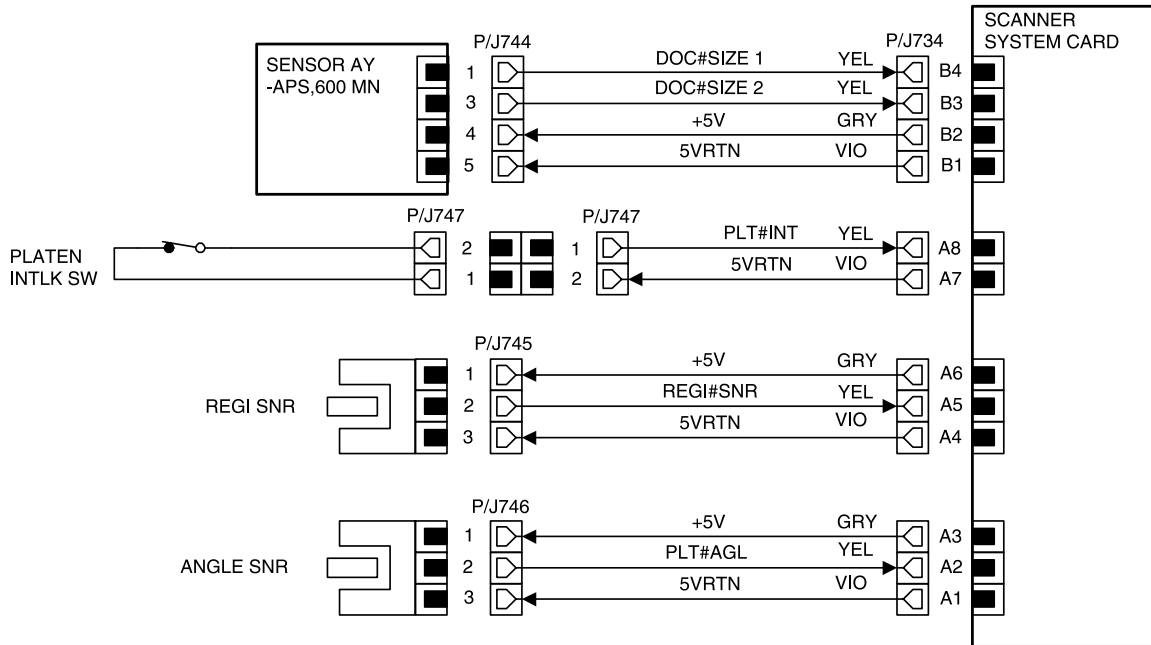 SCANNER
SYSTEM CARD
P/J744
P/J734
SENSOR AY
-APS,600 MN
1 DOC#SIZE 1 YEL B4
3 DOC#SIZE 2 YEL B3
4 +5V GRY B2
5 5VRTN VIO B1
P/J747 P/J747
PLATEN
INTLK SW
2 1 PLT#INT YEL A8
1 2 5VRTN VIO A7
P/J745
REGI SNR
1 +5V GRY A6
2 REGI#SNR YEL A5
3 5VRTN VIO A4
P/J746
ANGLE SNR
1 +5V GRY A3
2 PLT#AGL YEL A2
3 5VRTN VIO A1